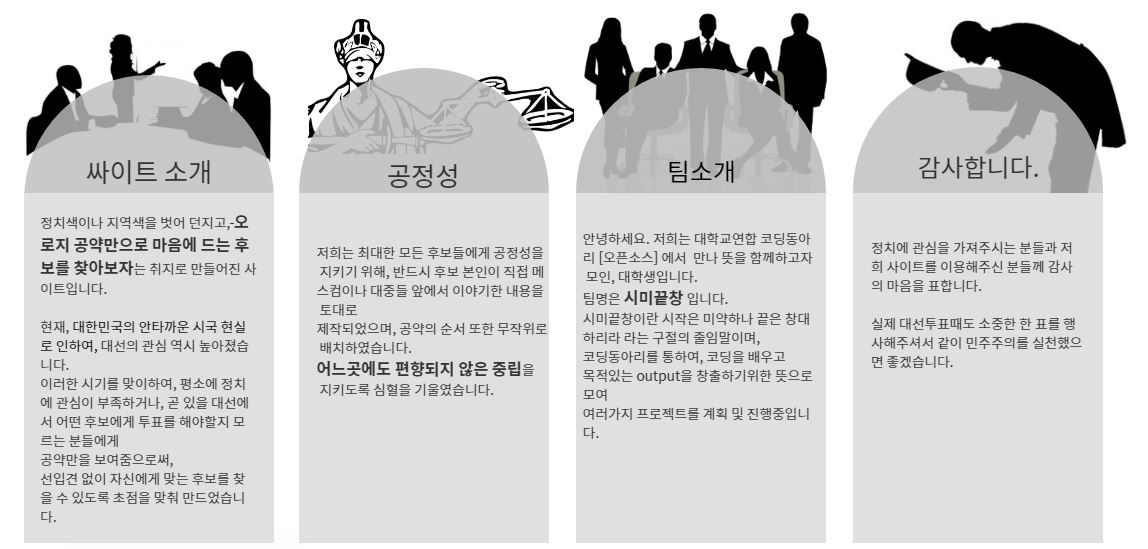 싸이트 소개
정치색이나 지역색을 벗어 던지고,-오
로지 공약만으로 마음에 드는 후
보를 찾아보자는 취지로 만들어진 사
이트입니다.
현재, 대한민국의 안타까운 시국 현실
로 인하여, 대선의 관심 역시 높아졌습
니다.
이러한 시기를 맞이하여, 평소에 정치
에 관심이 부족하거나, 곧 있을 대선에
서 어떤 후보에게 투표를 해야할지 모
르는 분들에게
공약만을 보여줌으로써,
선입견 없이 자신에게 맞는 후보를 찾
을 수 있도록 초점을 맞춰 만드었습니
다.
공정성
저희는 최대한 모든 후보들에게 공정성을
지키기 위해, 반드시 후보 본인이 직접 메
스컴이나 대중들 앞에서 이야기한 내용을
토대로
제작되었으며, 공약의 순서 또한 무작위로
배치하였습니다.
어느곳에도 편향되지 않은 중립을
지키도록 심혈을 기울였습니다.
팀소개
안녕하세요. 저희는 대학교연합 코딩동아
리 [오픈소스] 에서 만나 뜻을 함께하고자
모인, 대학생입니다.
팀명은 시미끝창 입니다.
시미끝창이란 시작은 미약하나 끝은 창대
하리라 라는 구절의 줄임말이며,
코딩동아리를 통하여, 코딩을 배우고
목적있는 output을 창출하기위한 뜻으로
모여
여러가지 프로젝트를 계획 및 진행중입니
다.
감사합니다.
정치에 관심을 가져주시는 분들과 저
희 사이트를 이용해주신 분들께 감사
의 마음을 표합니다.
실제 대선투표때도 소중한 한 표를 행
사해주셔서 같이 민주주의를 실천했으
면 좋겠습니다.